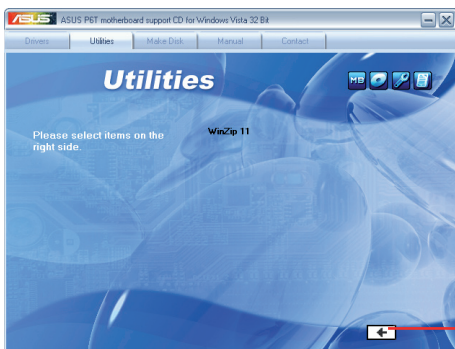 ASUS ASUS P6T motherboard support CD for Windows Vista 32 Bit
Drivers Utilities Make Disk Manual Contact
Utilities
MB
Please select items on the
right side.
WinZip 11